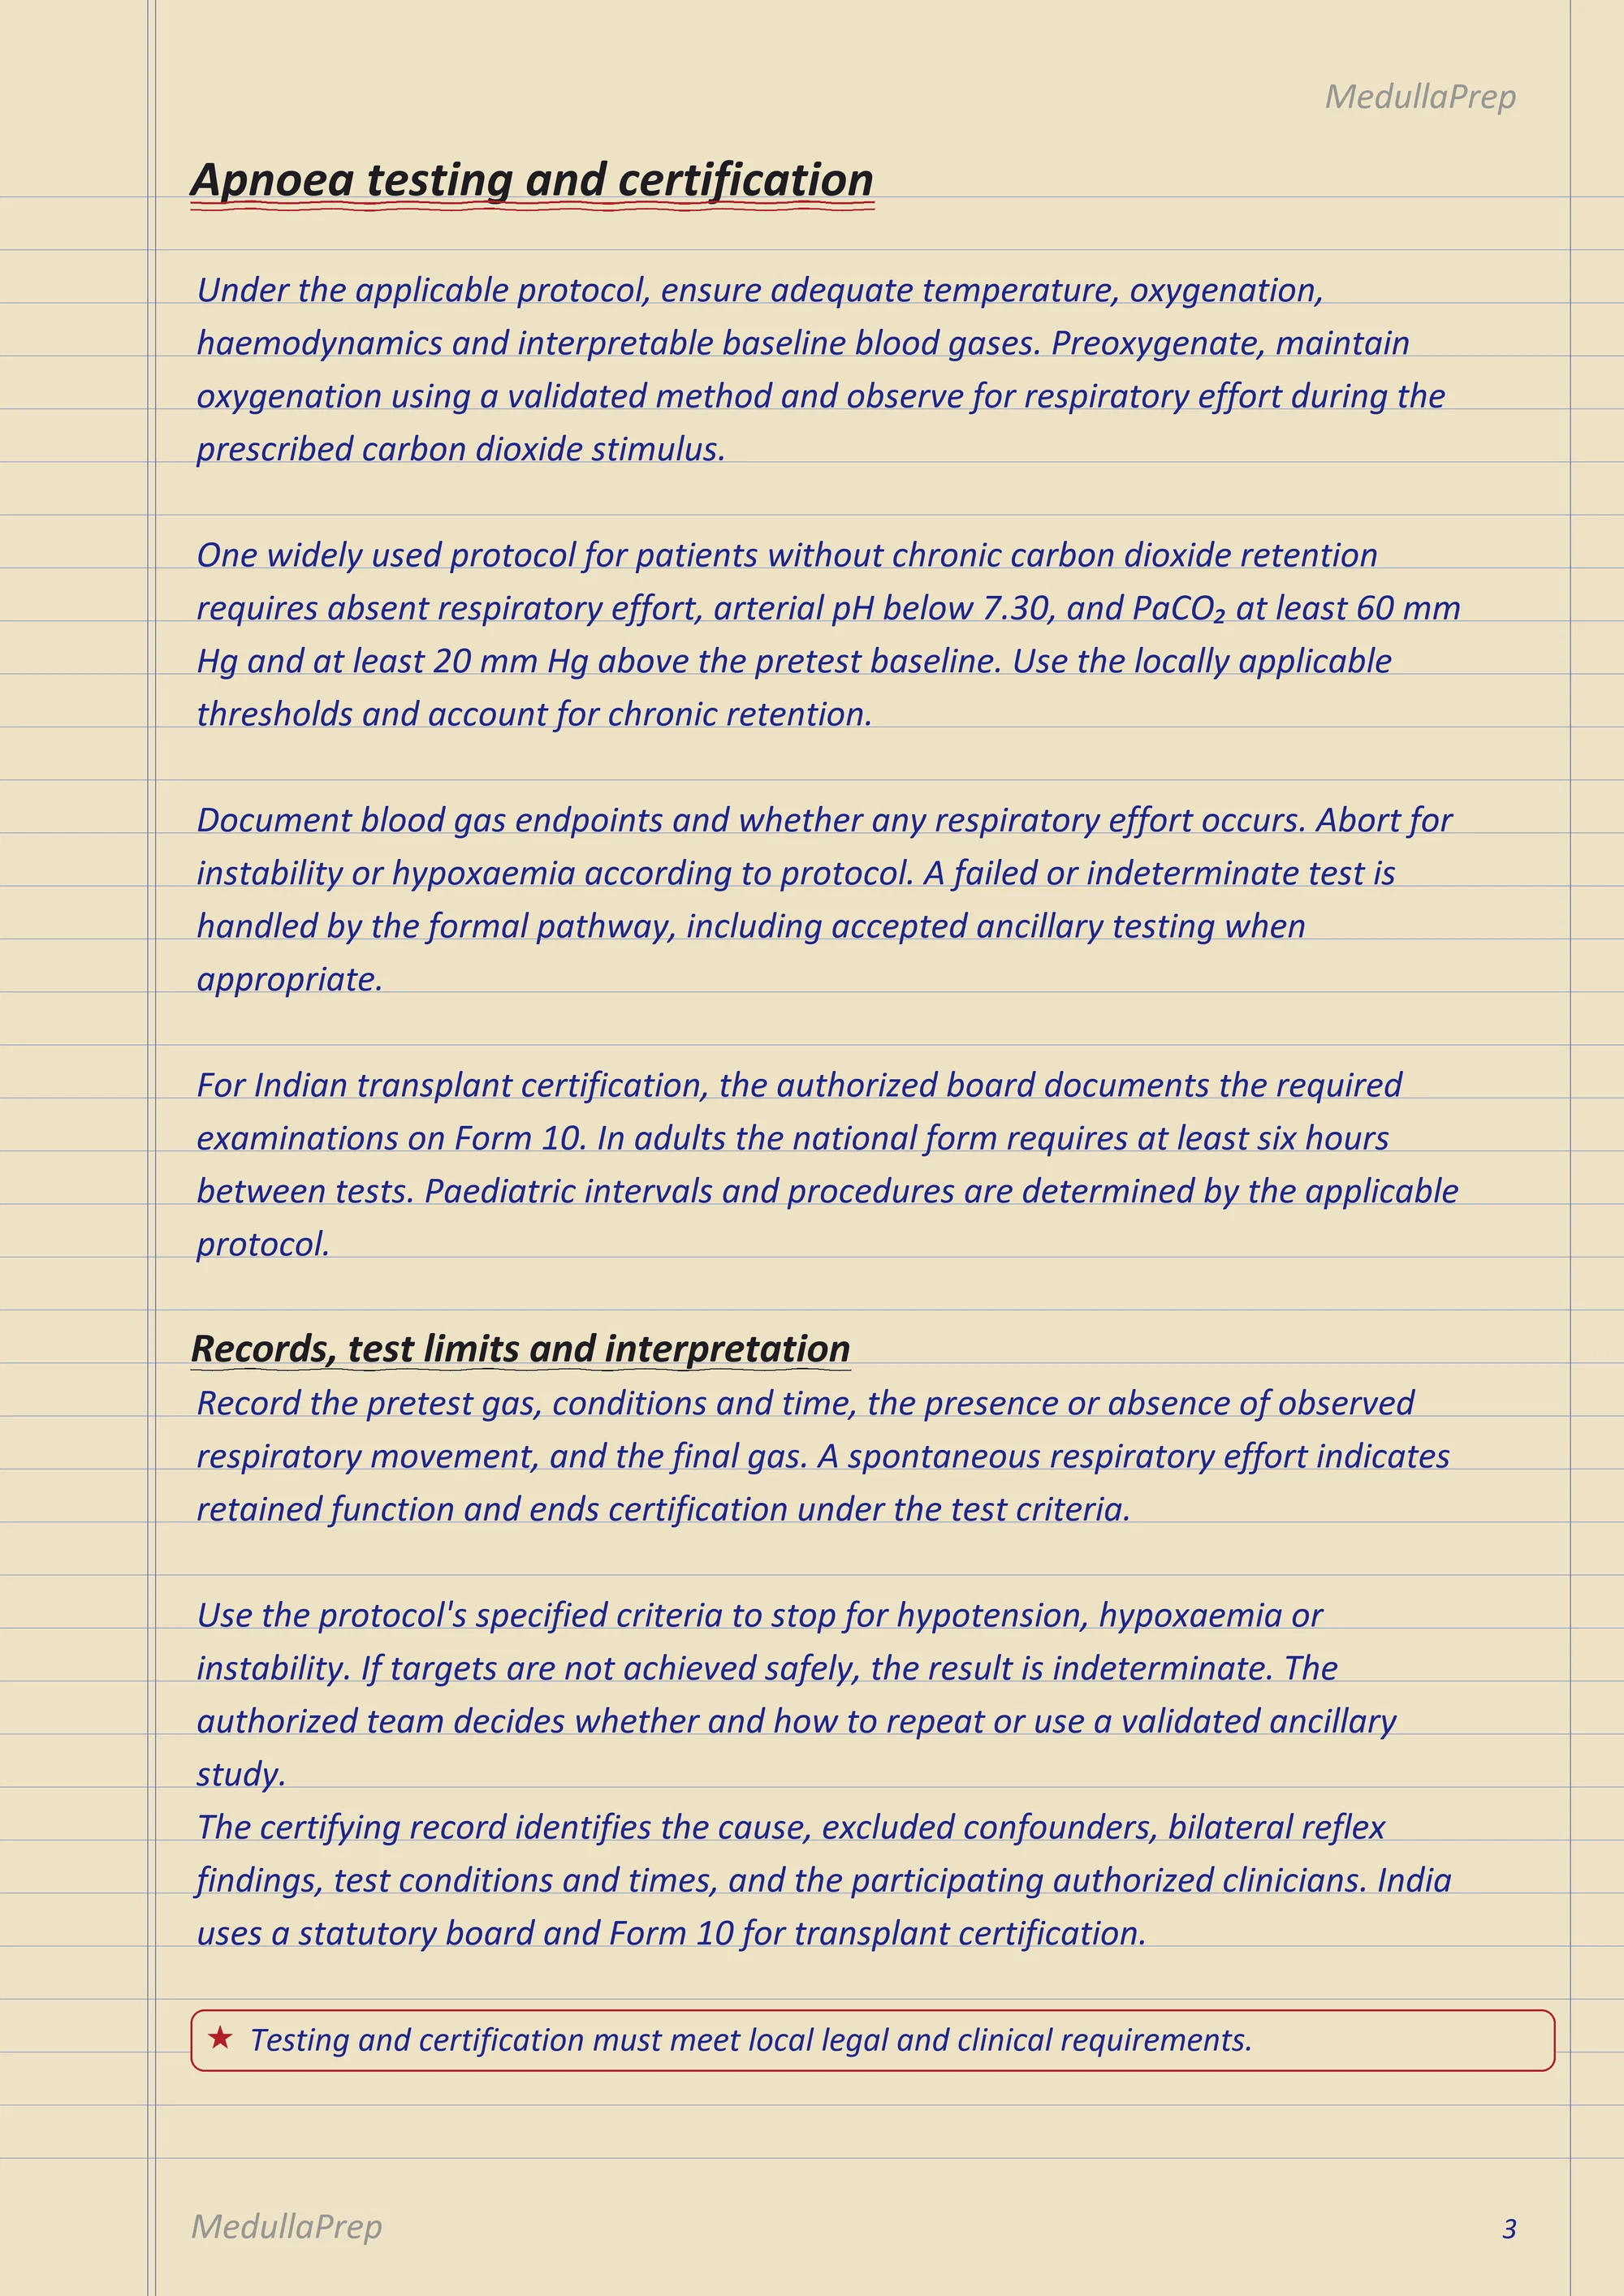 MedullaPrep
Apnoea testing and certification
Under the applicable protocol, ensure adequate temperature, oxygenation,
haemodynamics and interpretable baseline blood gases. Preoxygenate, maintain
oxygenation using a validated method and observe for respiratory effort during the
prescribed carbon dioxide stimulus.
One widely used protocol for patients without chronic carbon dioxide retention
requires absent respiratory effort, arterial pH below 7.30, and PaCO₂ at least 60 mm
Hg and at least 20 mm Hg above the pretest baseline. Use the locally applicable
thresholds and account for chronic retention.
Document blood gas endpoints and whether any respiratory effort occurs. Abort for
instability or hypoxaemia according to protocol. A failed or indeterminate test is
handled by the formal pathway, including accepted ancillary testing when
appropriate.
For Indian transplant certification, the authorized board documents the required
examinations on Form 10. In adults the national form requires at least six hours
between tests. Paediatric intervals and procedures are determined by the applicable
protocol.
Records, test limits and interpretation
Record the pretest gas, conditions and time, the presence or absence of observed
respiratory movement, and the final gas. A spontaneous respiratory effort indicates
retained function and ends certification under the test criteria.
Use the protocol's specified criteria to stop for hypotension, hypoxaemia or
instability. If targets are not achieved safely, the result is indeterminate. The
authorized team decides whether and how to repeat or use a validated ancillary
study.
The certifying record identifies the cause, excluded confounders, bilateral reflex
findings, test conditions and times, and the participating authorized clinicians. India
uses a statutory board and Form 10 for transplant certification.
★ Testing and certification must meet local legal and clinical requirements.
MedullaPrep
3